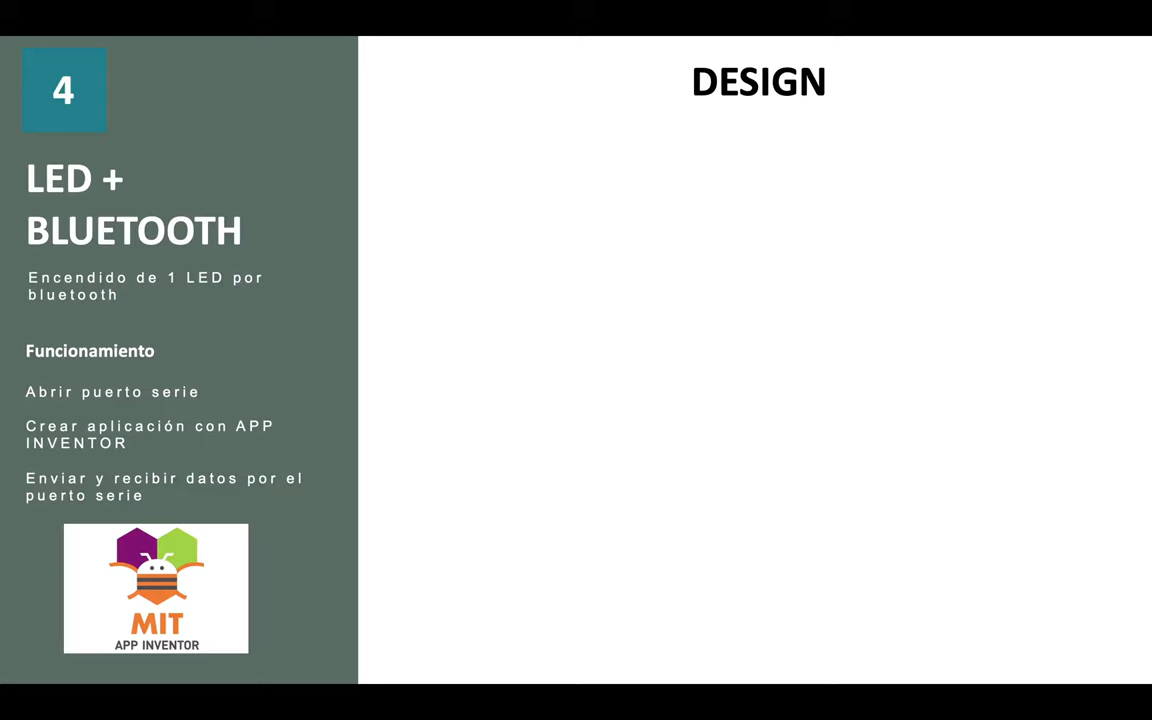 4
LED +
BLUETOOTH
Encendido de 1 LED por
bluetooth
Funcionamiento
Abrir puerto serie
Crear aplicación con APP
INVENTOR
Enviar y recibir datos por el
puerto serie
MIT
APP INVENTOR
DESIGN